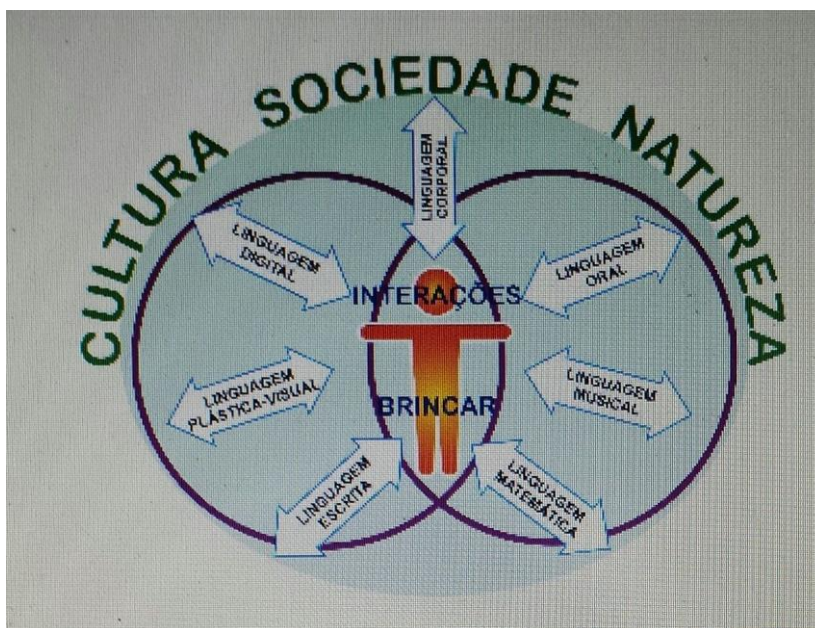 CULTURA SOCIEDADE NATUREZA
LINGUAGEM
CORPORAL
LINGUAGEM
DIGITAL
LINGUAGEM
ORAL
INTERAÇÕES
LINGUAGEM
PLÁSTICA-VISUAL
LINGUAGEM
MUSICAL
BRINCAR
LINGUAGEM
ESCRITA
LINGUAGEM
MATEMÁTICA